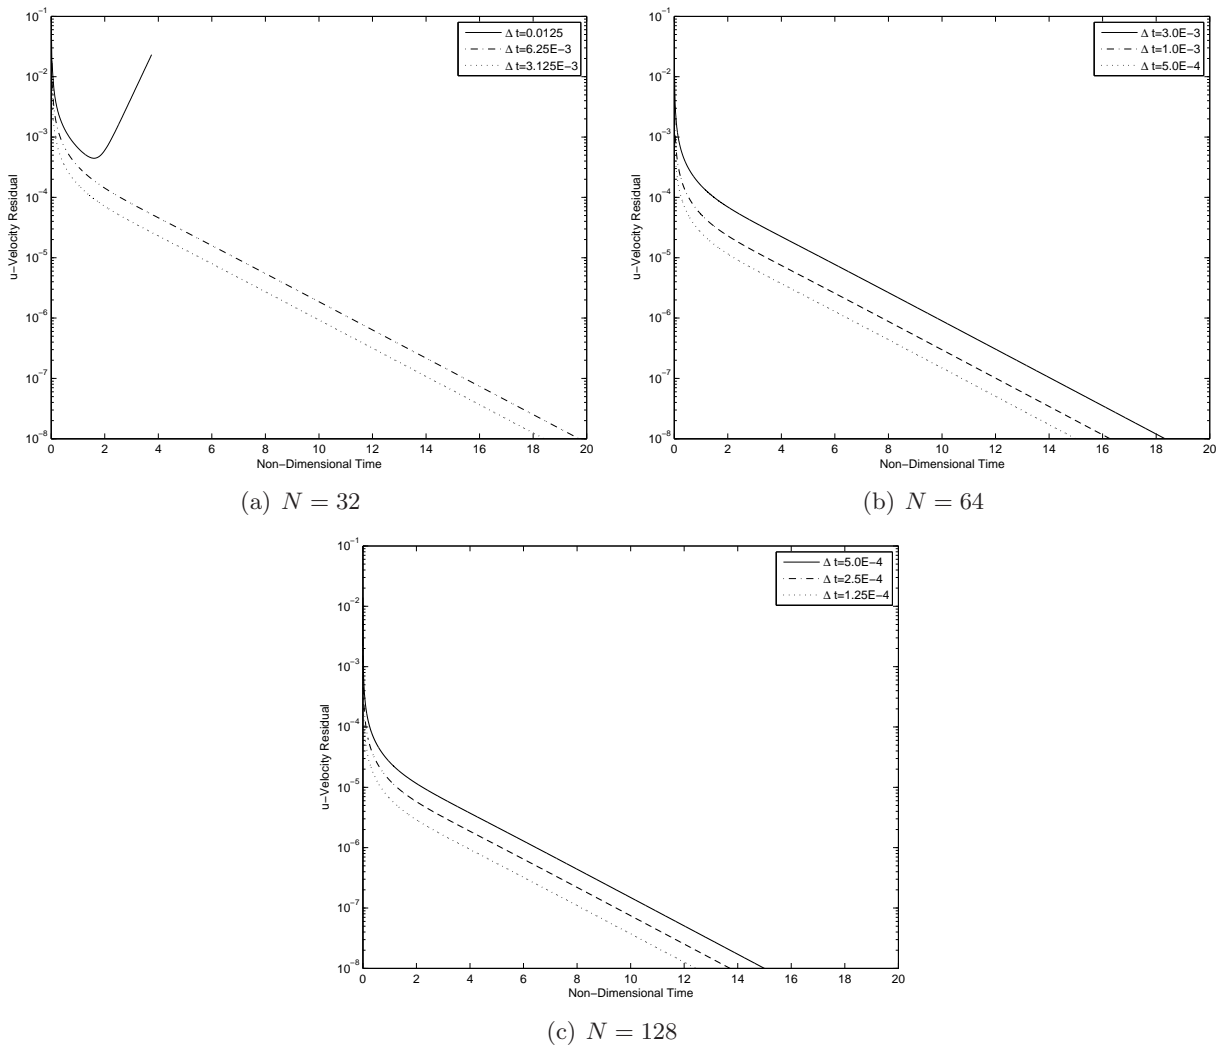 10⁻¹
10⁻²
10⁻³
10⁻⁴
10⁻⁵
10⁻⁶
10⁻⁷
10⁻⁸
u−Velocity Residual
0 2 4 6 8 10 12 14 16 18 20
Non−Dimensional Time
Δ t=0.0125
Δ t=6.25E−3
Δ t=3.125E−3
(a) N = 32
10⁻¹
10⁻²
10⁻³
10⁻⁴
10⁻⁵
10⁻⁶
10⁻⁷
10⁻⁸
u−Velocity Residual
0 2 4 6 8 10 12 14 16 18 20
Non−Dimensional Time
Δ t=3.0E−3
Δ t=1.0E−3
Δ t=5.0E−4
(b) N = 64
10⁻¹
10⁻²
10⁻³
10⁻⁴
10⁻⁵
10⁻⁶
10⁻⁷
10⁻⁸
u−Velocity Residual
0 2 4 6 8 10 12 14 16 18 20
Non−Dimensional Time
Δ t=5.0E−4
Δ t=2.5E−4
Δ t=1.25E−4
(c) N = 128